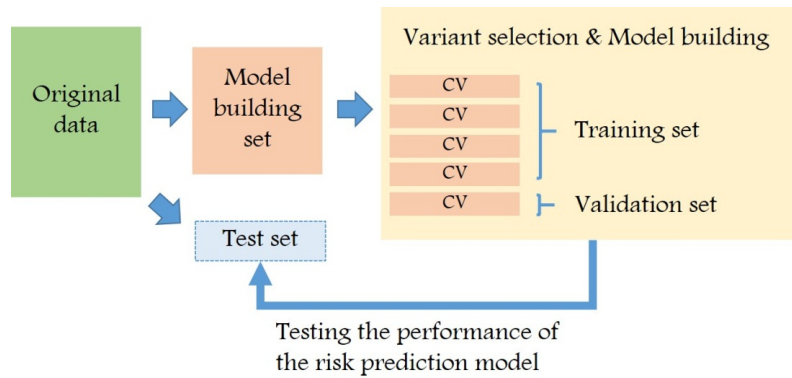 Original
data
Model
building
set
Test set
Variant selection & Model building
CV
CV
CV
CV
CV
Training set
Validation set
Testing the performance of
the risk prediction model